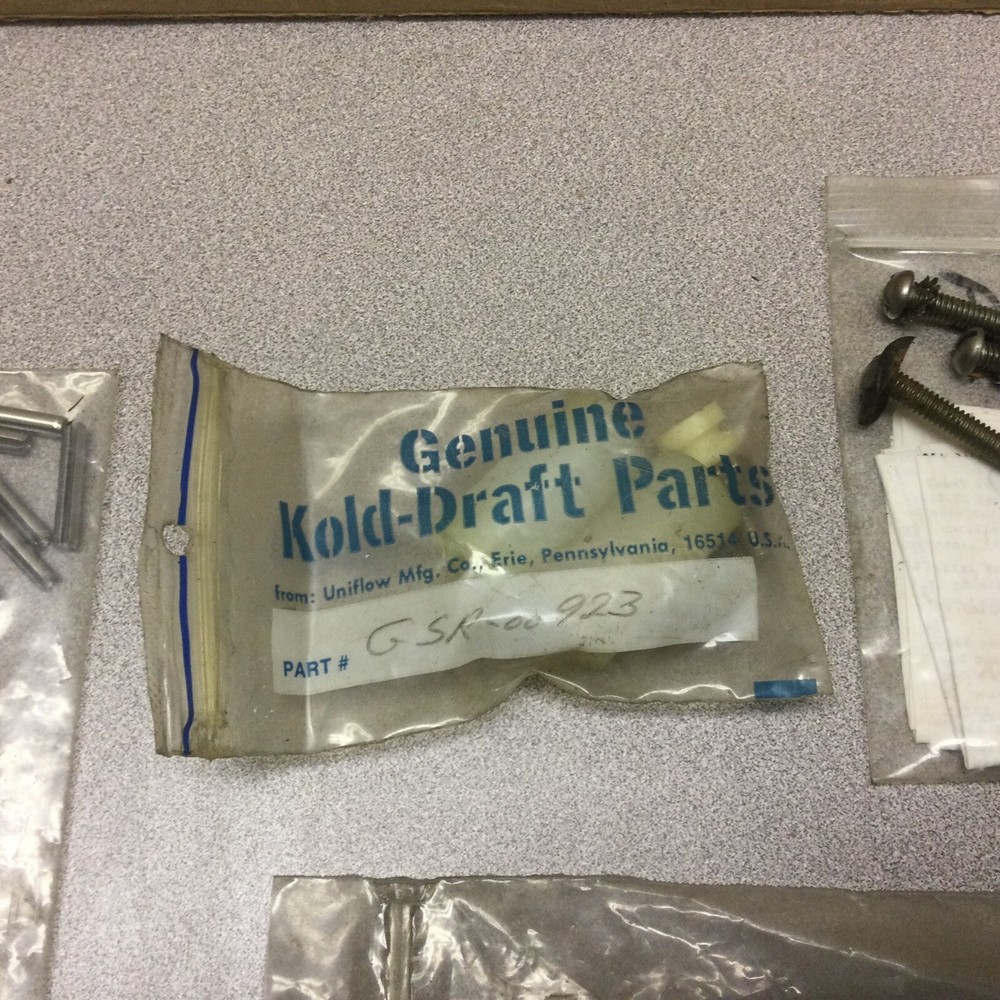 Genuine
Kold-Draft Parts
from: Uniflow Mfg. Co., Erie, Pennsylvania, 16514 U.S.A.
PART # GSR-00923